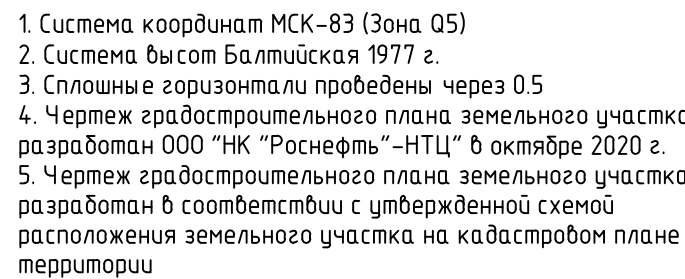 1. Система координат МСК-83 (Зона Q5)
2. Система высот Балтийская 1977 г.
3. Сплошные горизонтали проведены через 0.5
4. Чертеж градостроительного плана земельного участка
разработан ООО "НК "Роснефть"-НТЦ" в октябре 2020 г.
5. Чертеж градостроительного плана земельного участка
разработан в соответствии с утвержденной схемой
расположения земельного участка на кадастровом плане
территории